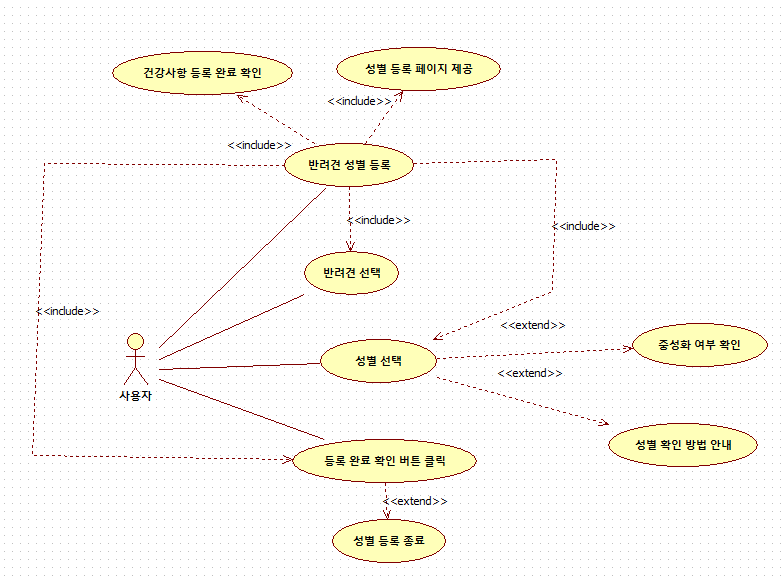 건강사항 등록 완료 확인
성별 등록 페이지 제공
<<include>>
<<include>>
반려견 성별 등록
<<include>>
<<include>>
반려견 선택
<<include>>
<<extend>>
중성화 여부 확인
성별 선택
<<extend>>
사용자
성별 확인 방법 안내
등록 완료 확인 버튼 클릭
<<extend>>
성별 등록 종료